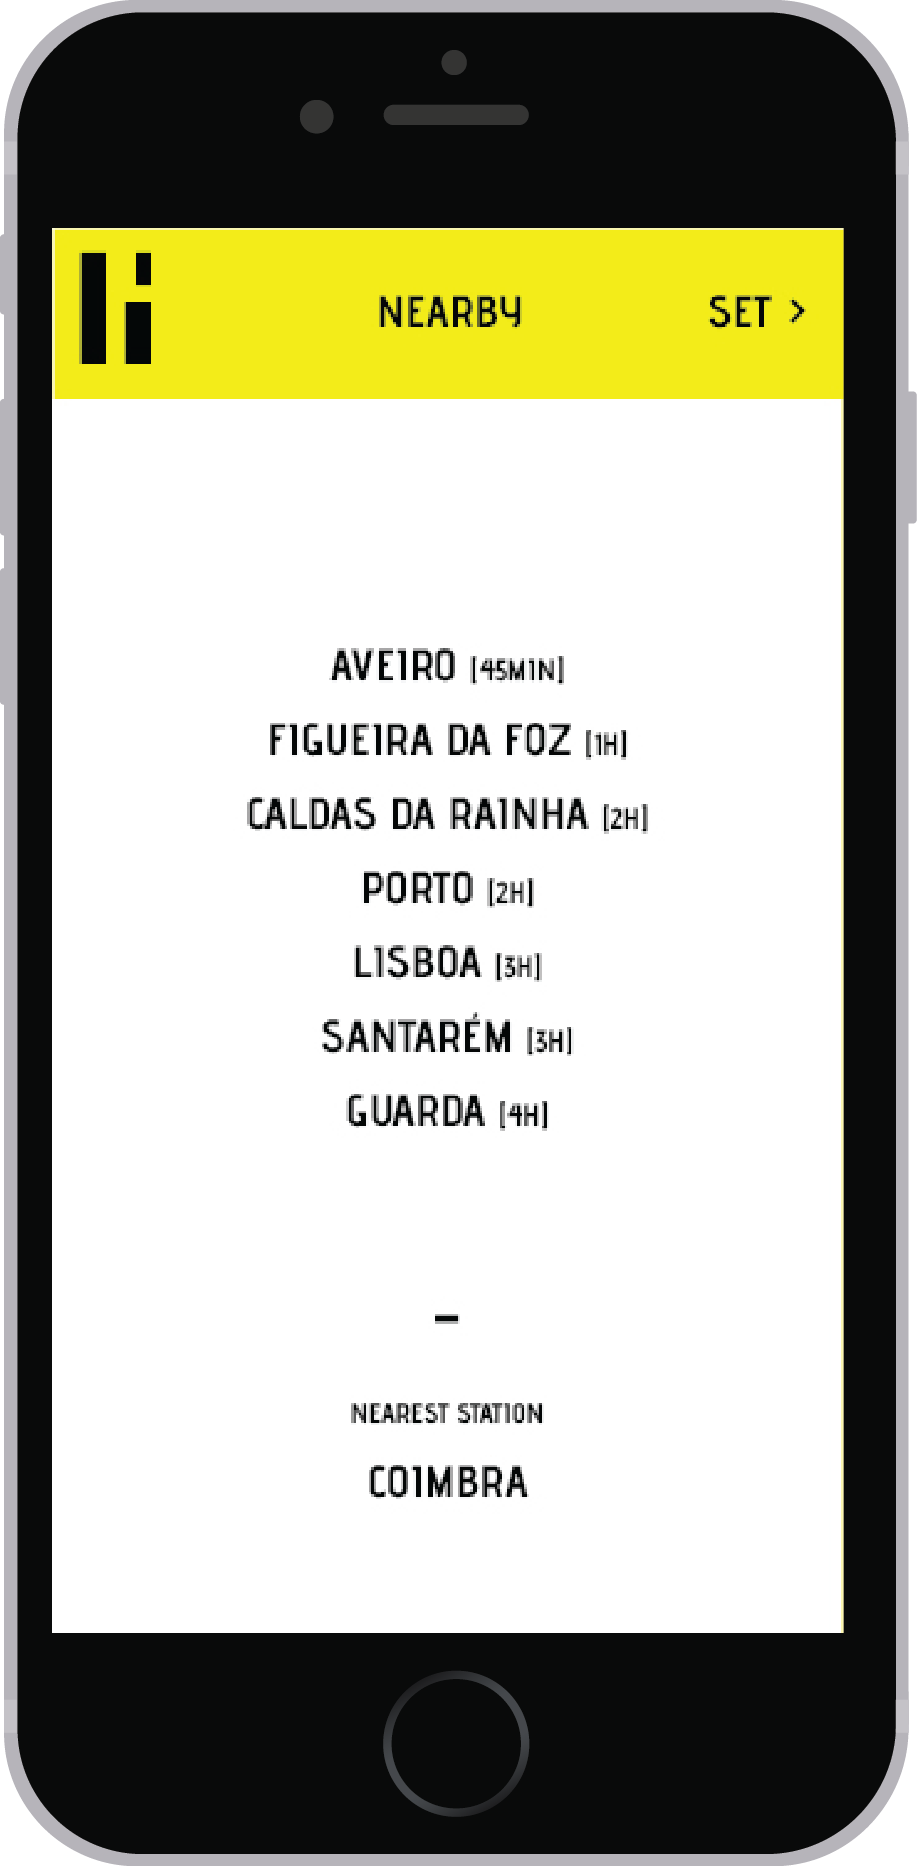 NEARBY
SET >
AVEIRO [45MIN]
FIGUEIRA DA FOZ [1H]
CALDAS DA RAINHA [2H]
PORTO [2H]
LISBOA [3H]
SANTARÉM [3H]
GUARDA [4H]
–
NEAREST STATION
COIMBRA